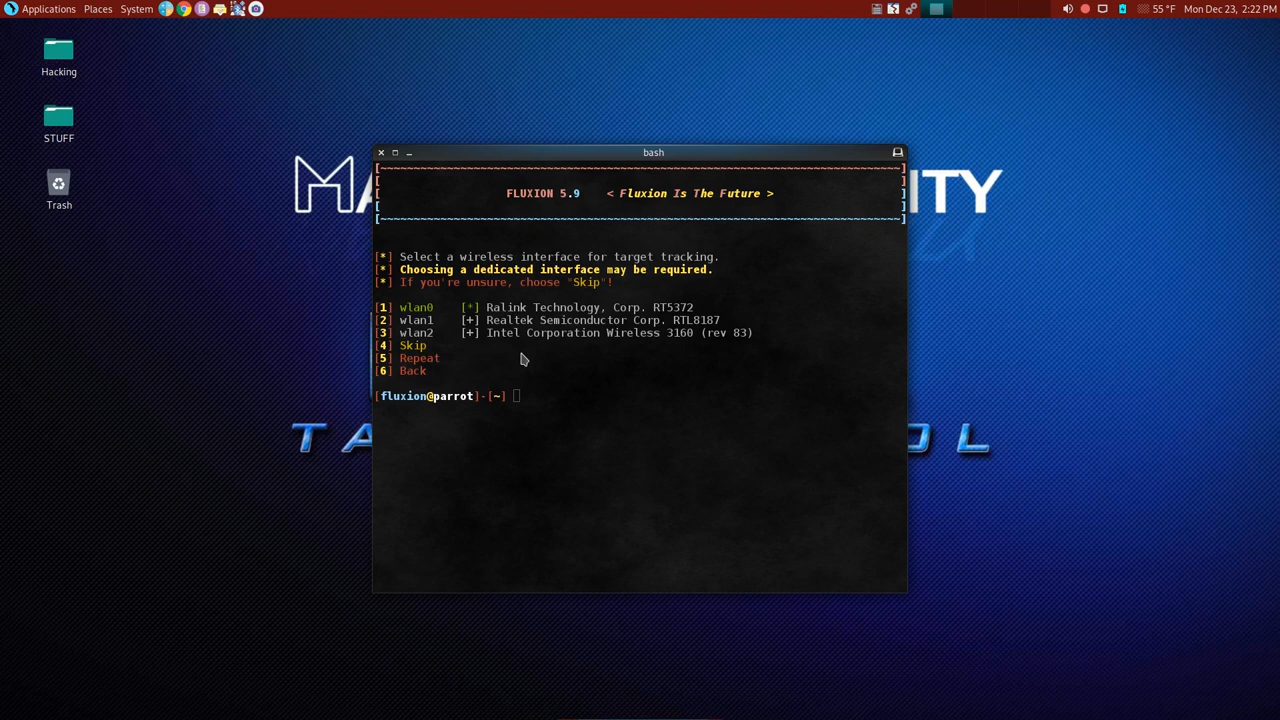 Applications Places System 55 °F Mon Dec 23, 2:22 PM
Hacking
STUFF
Trash
bash
[~~~~~~~~~~~~~~~~~~~~~~~~~~~~~~~~~~~~~~~~~~~~~~~~~~~~~~~~~~~~~~~~~~~~~~~~~~~~~~]
[ ]
[ FLUXION 5.9 < Fluxion Is The Future > ]
[ ]
[~~~~~~~~~~~~~~~~~~~~~~~~~~~~~~~~~~~~~~~~~~~~~~~~~~~~~~~~~~~~~~~~~~~~~~~~~~~~~~]
[*] Select a wireless interface for target tracking.
[*] Choosing a dedicated interface may be required.
[*] If you're unsure, choose "Skip"!
[1] wlan0 [*] Ralink Technology, Corp. RT5372
[2] wlan1 [+] Realtek Semiconductor Corp. RTL8187
[3] wlan2 [+] Intel Corporation Wireless 3160 (rev 83)
[4] Skip
[5] Repeat
[6] Back
[fluxion@parrot]-[~]
ITY